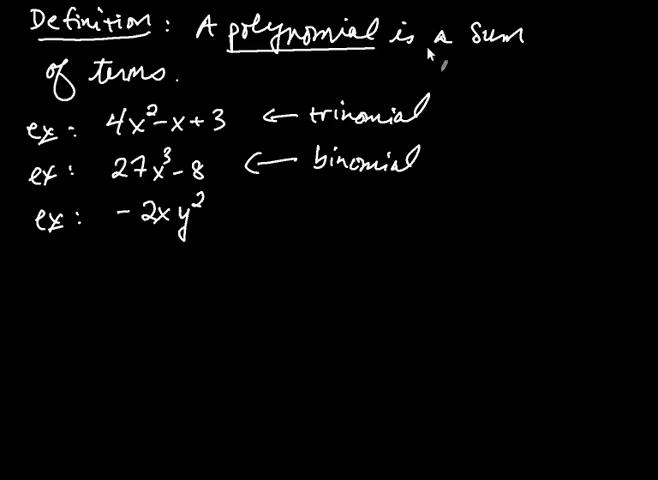 Definition: A polynomial is a sum
of terms.
ex: 4x²-x+3 ← trinomial
ex: 27x³-8 ← binomial
ex: -2xy²